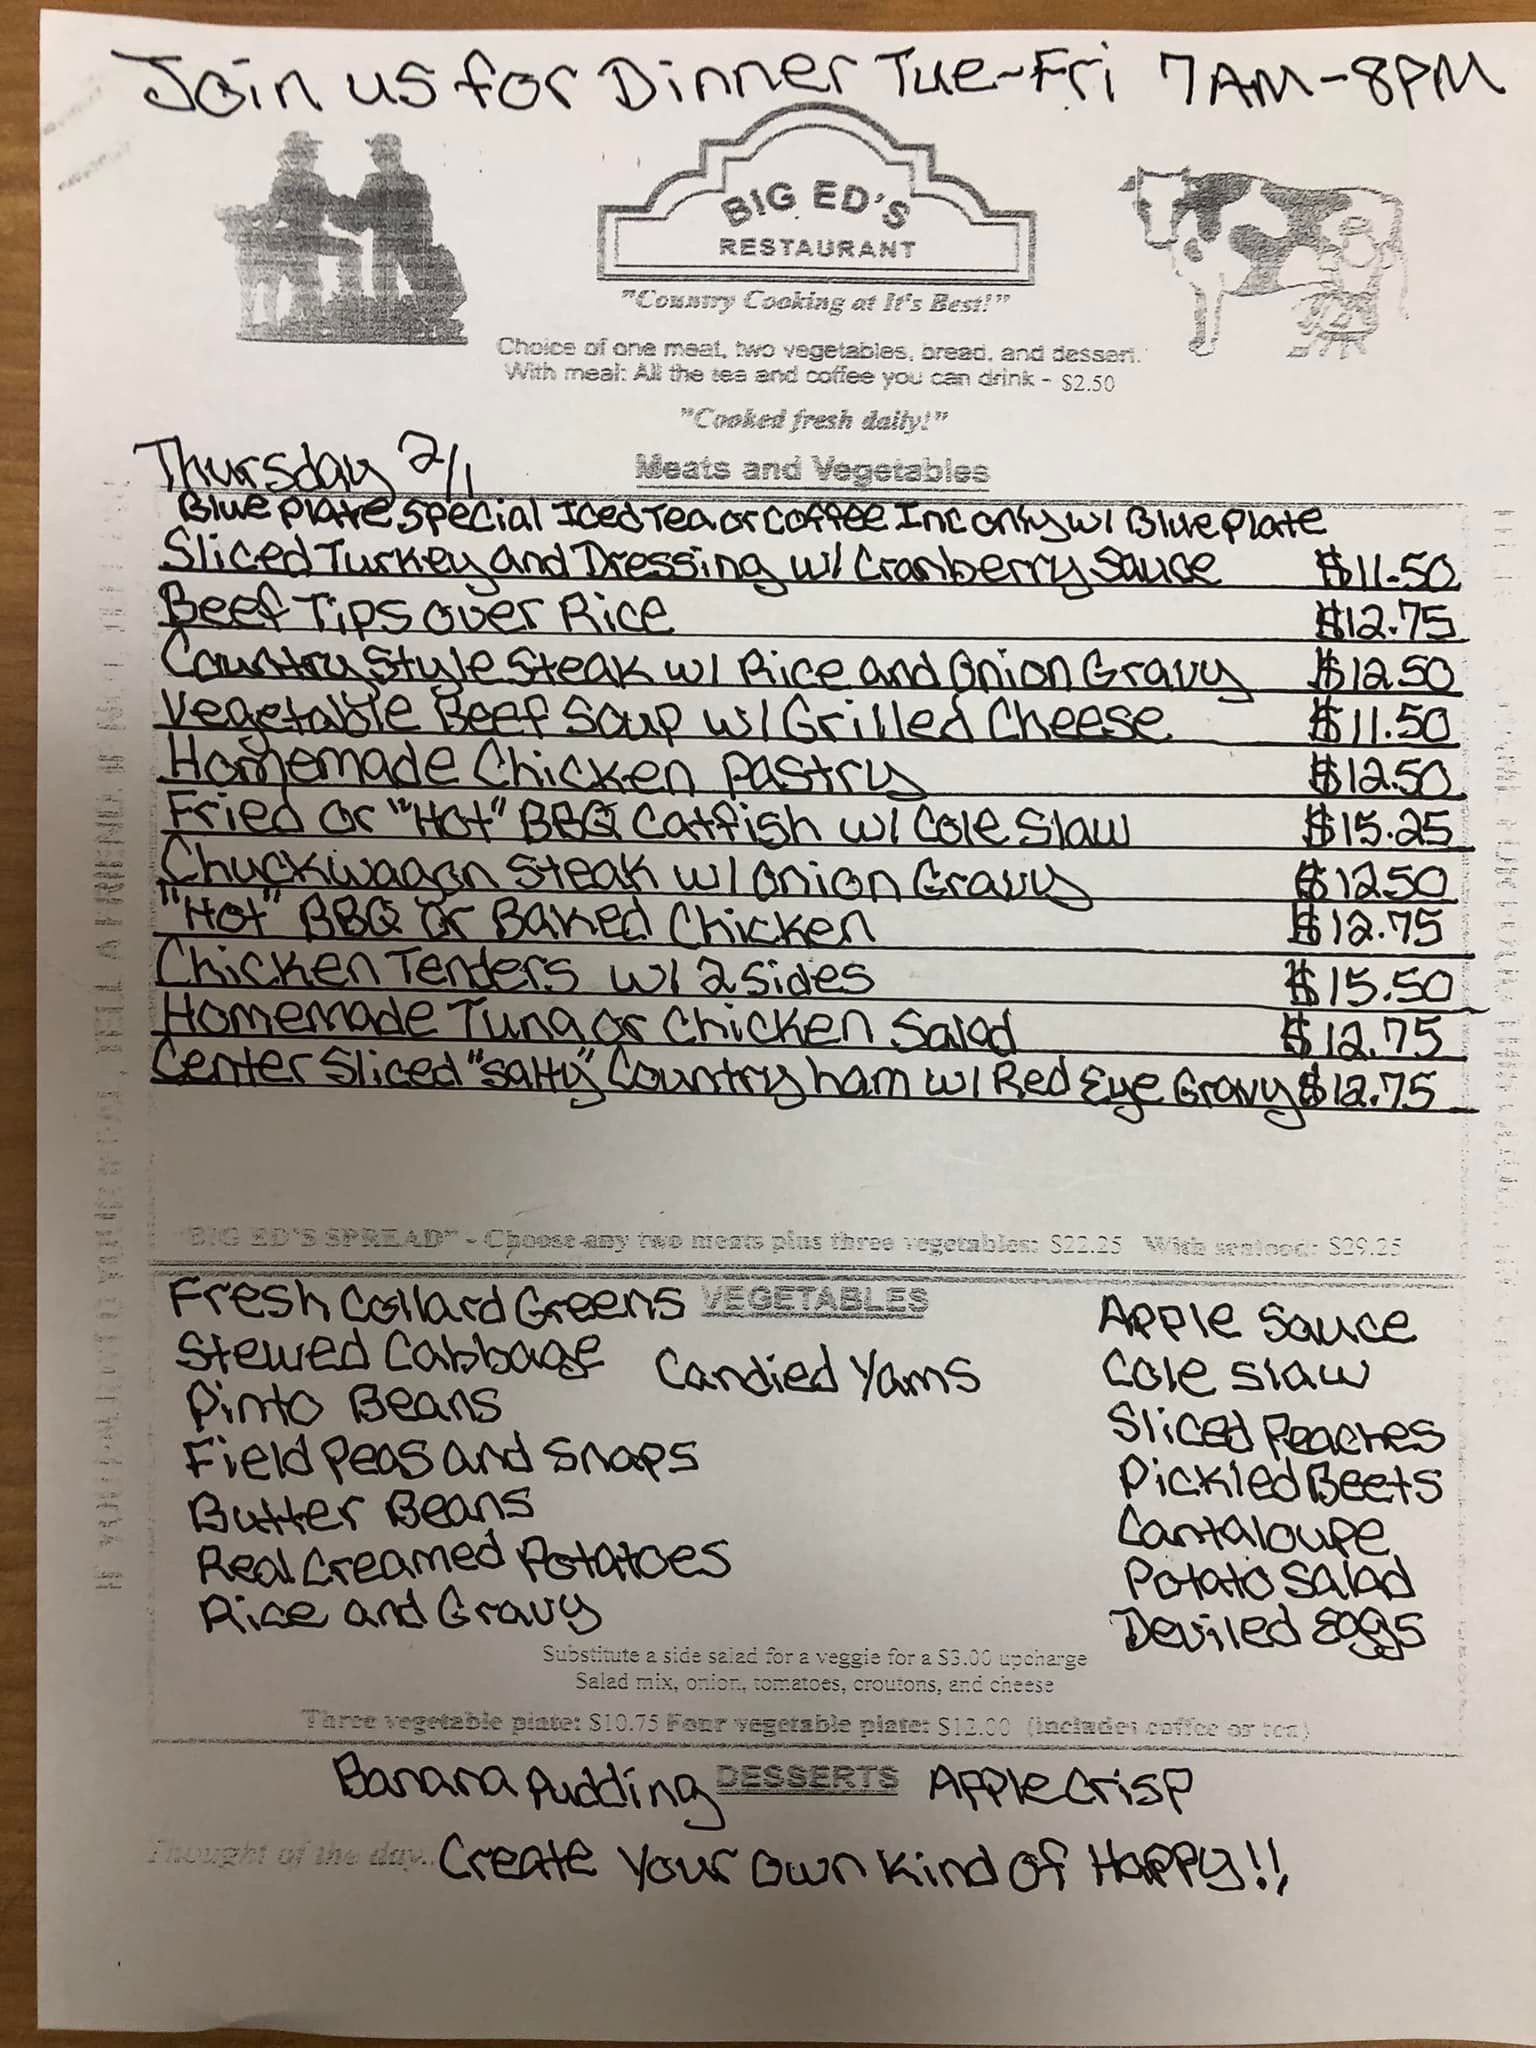 Join us for Dinner Tue-Fri 7AM-8PM
BIG ED'S
RESTAURANT
"Country Cooking at It's Best!"
Choice of one meat, two vegetables, bread, and dessert.
With meal: All the tea and coffee you can drink - $2.50
"Cooked fresh daily!"
Thursday 2/1
Meats and Vegetables
Blue Plate Special Iced Tea or Coffee Inc only w/ Blue Plate
Sliced Turkey and Dressing w/ Cranberry Sauce $11.50
Beef Tips over Rice $12.75
Country Style Steak w/ Rice and Onion Gravy $12.50
Vegetable Beef Soup w/ Grilled Cheese $11.50
Homemade Chicken Pastry $12.50
Fried or "Hot" BBQ Catfish w/ Cole Slaw $15.25
Chuckwagon Steak w/ Onion Gravy $12.50
"Hot" BBQ or Baked Chicken $12.75
Chicken Tenders w/ 2 sides $15.50
Homemade Tuna or Chicken Salad $12.75
Center Sliced "Salty" Country ham w/ Red Eye Gravy $12.75
"BIG ED'S SPREAD" - Choose any two meats plus three vegetables: $22.25 With seafood: $29.25
VEGETABLES
Fresh Collard Greens
Stewed Cabbage
Pinto Beans
Field Peas and Snaps
Butter Beans
Real Creamed Potatoes
Rice and Gravy
Candied Yams
Apple Sauce
Cole Slaw
Sliced Peaches
Pickled Beets
Cantaloupe
Potato Salad
Deviled Eggs
Substitute a side salad for a veggie for a $3.00 upcharge
Salad mix, onion, tomatoes, croutons, and cheese
Three vegetable plate: $10.75 Four vegetable plate: $12.00 (includes coffee or tea)
Banana Pudding DESSERTS Apple Crisp
Thought of the day.. Create Your Own Kind Of Happy!!